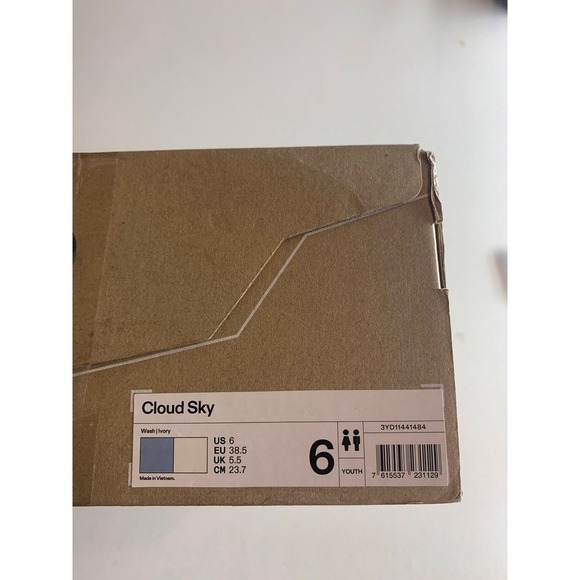 Cloud Sky
Wash | Ivory
US 6
EU 38.5
UK 5.5
CM 23.7
Made in Vietnam.
6
YOUTH
3YD11441484
7 615537 231129